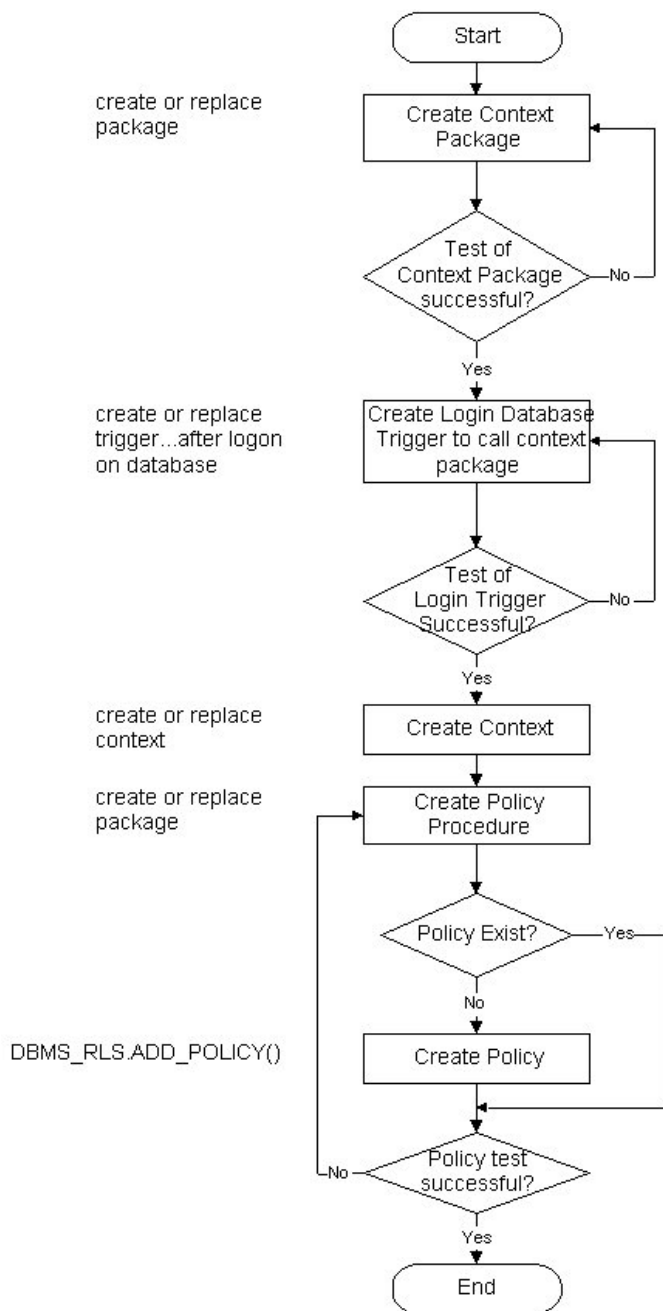 Start
create or replace
package
Create Context
Package
Test of
Context Package
successful?
No
Yes
create or replace
trigger...after logon
on database
Create Login Database
Trigger to call context
package
Test of
Login Trigger
Successful?
No
Yes
create or replace
context
Create Context
create or replace
package
Create Policy
Procedure
Policy Exist?
Yes
No
DBMS_RLS.ADD_POLICY()
Create Policy
Policy test
successful?
No
Yes
End